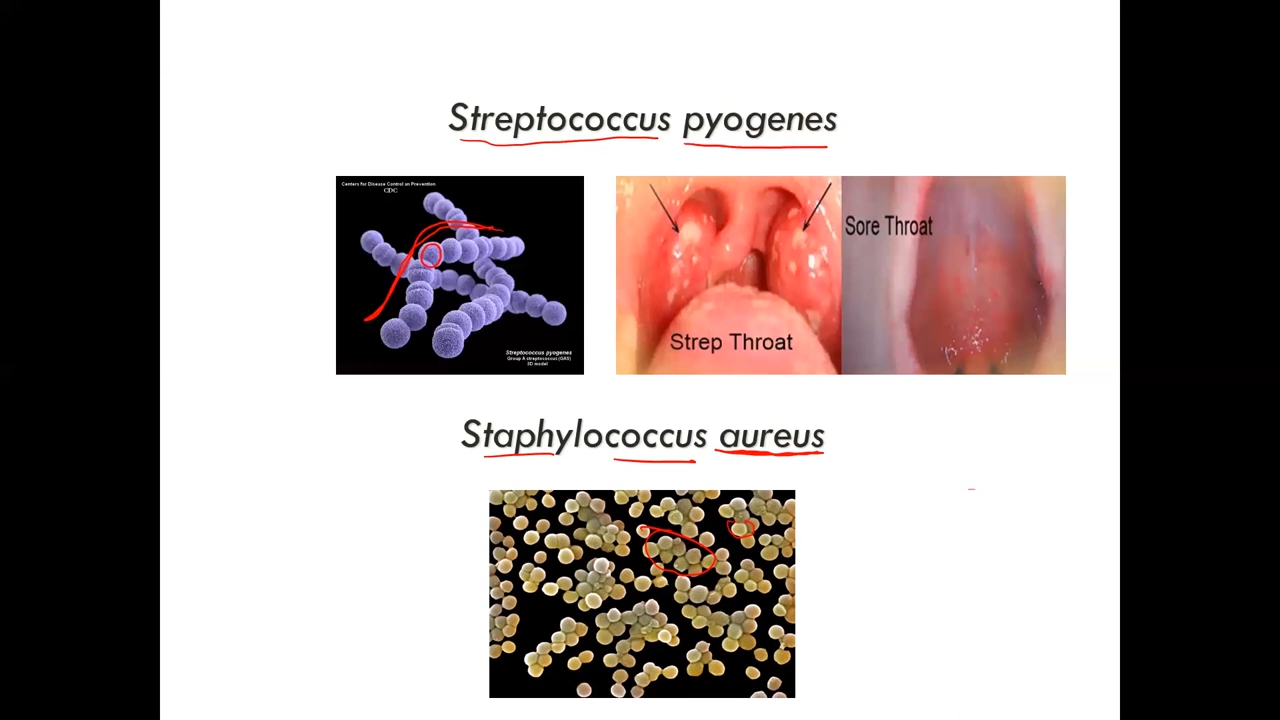 Streptococcus pyogenes
Centers for Disease Control an Prevention
CDC
Streptococcus pyogenes
Group A streptococcus (GAS)
3D model
Strep Throat
Sore Throat
Staphylococcus aureus